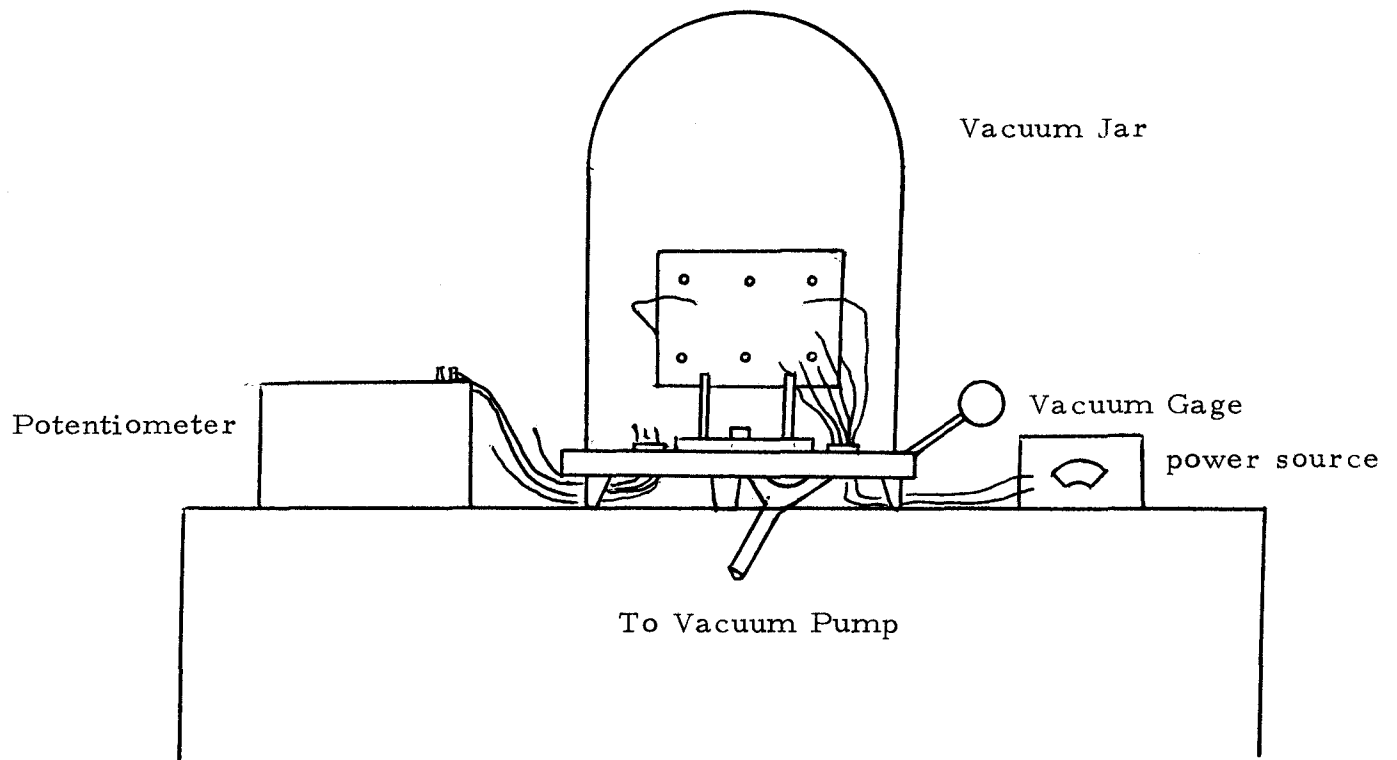 Vacuum Jar
Vacuum Gage
Potentiometer
power source
To Vacuum Pump